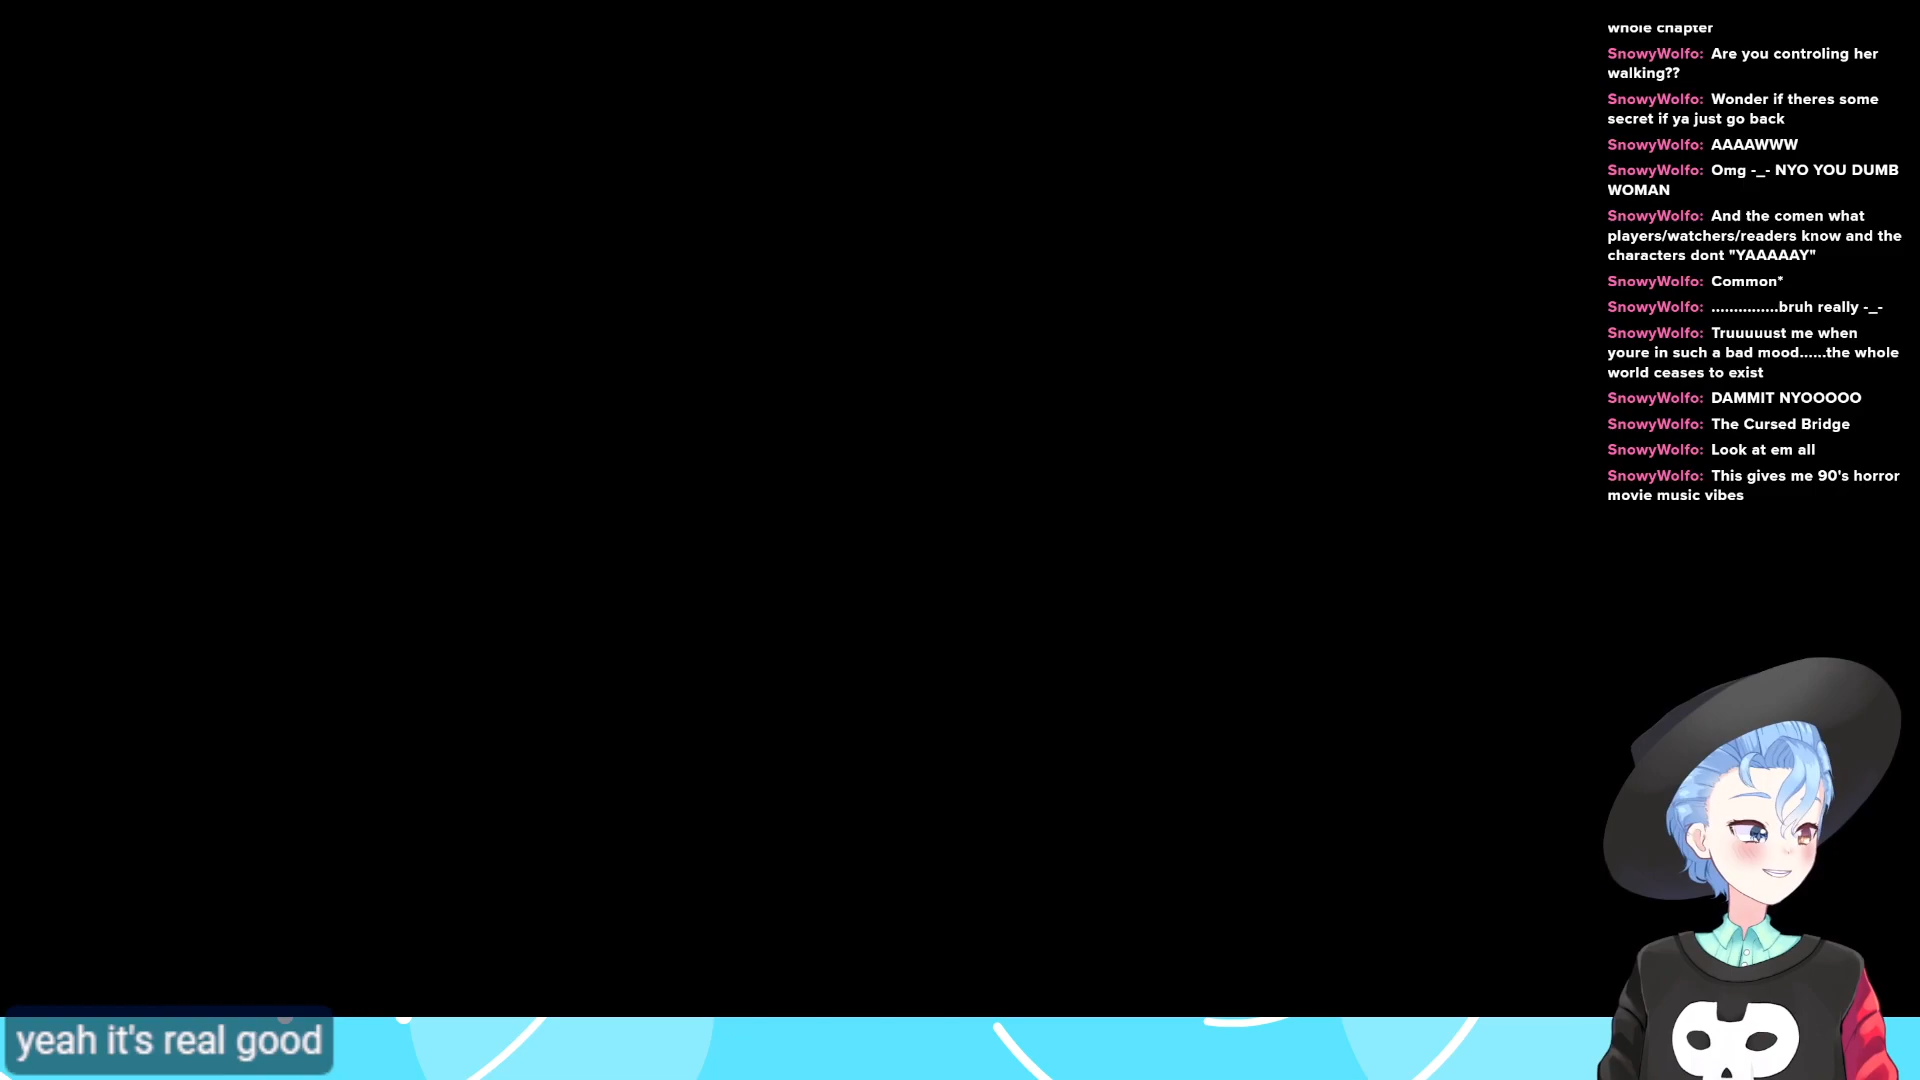 whole chapter
SnowyWolfo: Are you controling her
walking??
SnowyWolfo: Wonder if theres some
secret if ya just go back
SnowyWolfo: AAAAWWW
SnowyWolfo: Omg -_- NYO YOU DUMB
WOMAN
SnowyWolfo: And the comen what
players/watchers/readers know and the
characters dont "YAAAAAY"
SnowyWolfo: Common*
SnowyWolfo: ...............bruh really -_-
SnowyWolfo: Truuuuust me when
youre in such a bad mood......the whole
world ceases to exist
SnowyWolfo: DAMMIT NYOOOOO
SnowyWolfo: The Cursed Bridge
SnowyWolfo: Look at em all
SnowyWolfo: This gives me 90's horror
movie music vibes
yeah it's real good